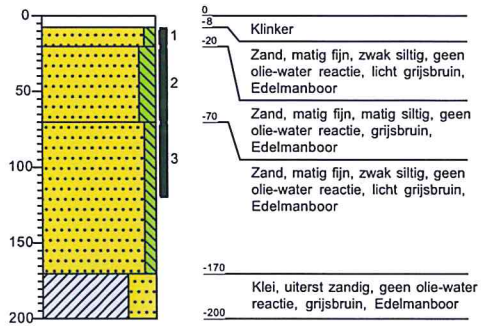 0
50
100
150
200
1
2
3
0
-8
Klinker
-20
Zand, matig fijn, zwak siltig, geen
olie-water reactie, licht grijsbruin,
Edelmanboor
Zand, matig fijn, matig siltig, geen
olie-water reactie, grijsbruin,
Edelmanboor
-70
Zand, matig fijn, zwak siltig, geen
olie-water reactie, licht grijsbruin,
Edelmanboor
-170
Klei, uiterst zandig, geen olie-water
reactie, grijsbruin, Edelmanboor
-200